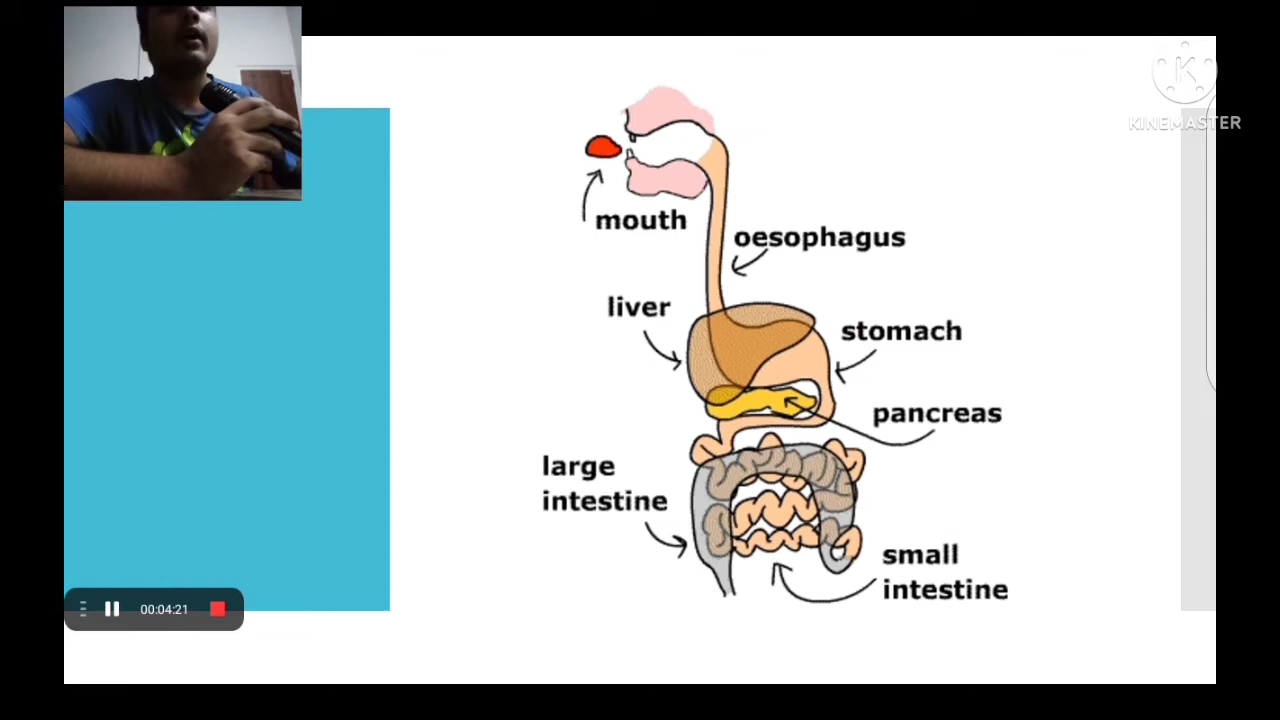 K
KINEMASTER
mouth
oesophagus
liver
stomach
pancreas
large
intestine
small
intestine
00:04:21